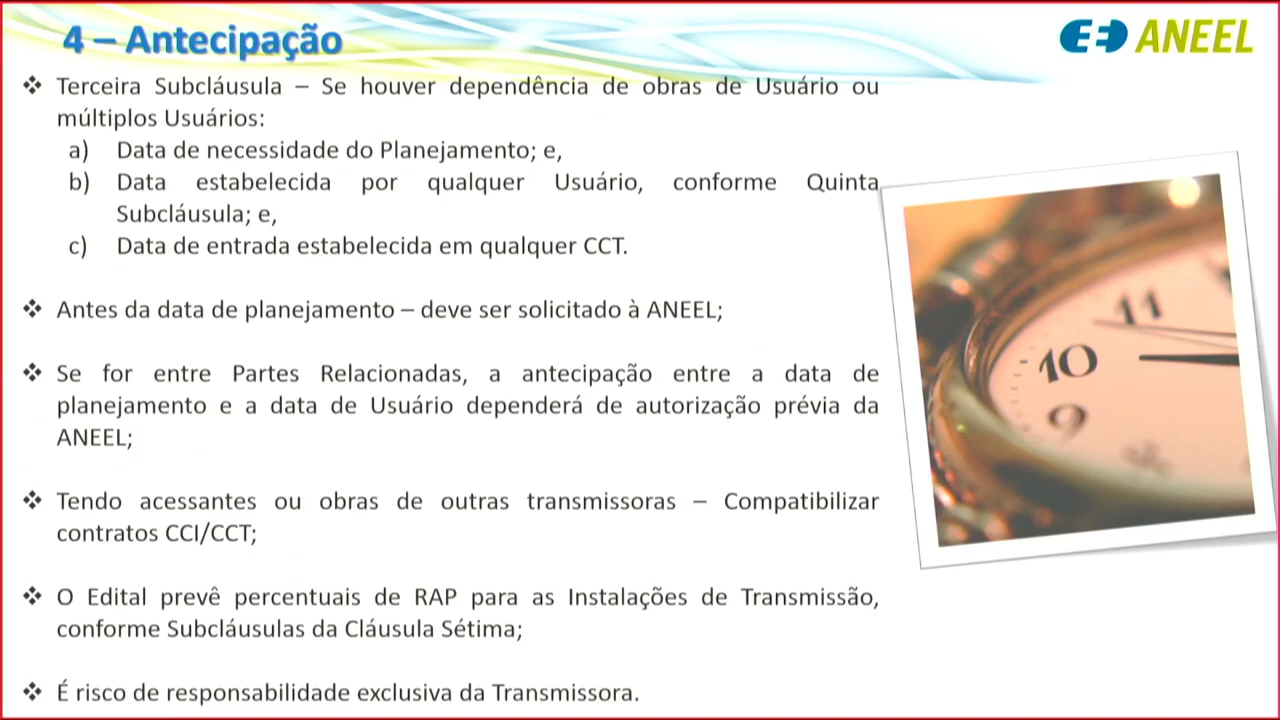 4 – Antecipação
ANEEL
❖ Terceira Subcláusula – Se houver dependência de obras de Usuário ou
múltiplos Usuários:
a) Data de necessidade do Planejamento; e,
b) Data estabelecida por qualquer Usuário, conforme Quinta
Subcláusula; e,
c) Data de entrada estabelecida em qualquer CCT.
❖ Antes da data de planejamento – deve ser solicitado à ANEEL;
❖ Se for entre Partes Relacionadas, a antecipação entre a data de
planejamento e a data de Usuário dependerá de autorização prévia da
ANEEL;
❖ Tendo acessantes ou obras de outras transmissoras – Compatibilizar
contratos CCI/CCT;
❖ O Edital prevê percentuais de RAP para as Instalações de Transmissão,
conforme Subcláusulas da Cláusula Sétima;
❖ É risco de responsabilidade exclusiva da Transmissora.
11
10
9